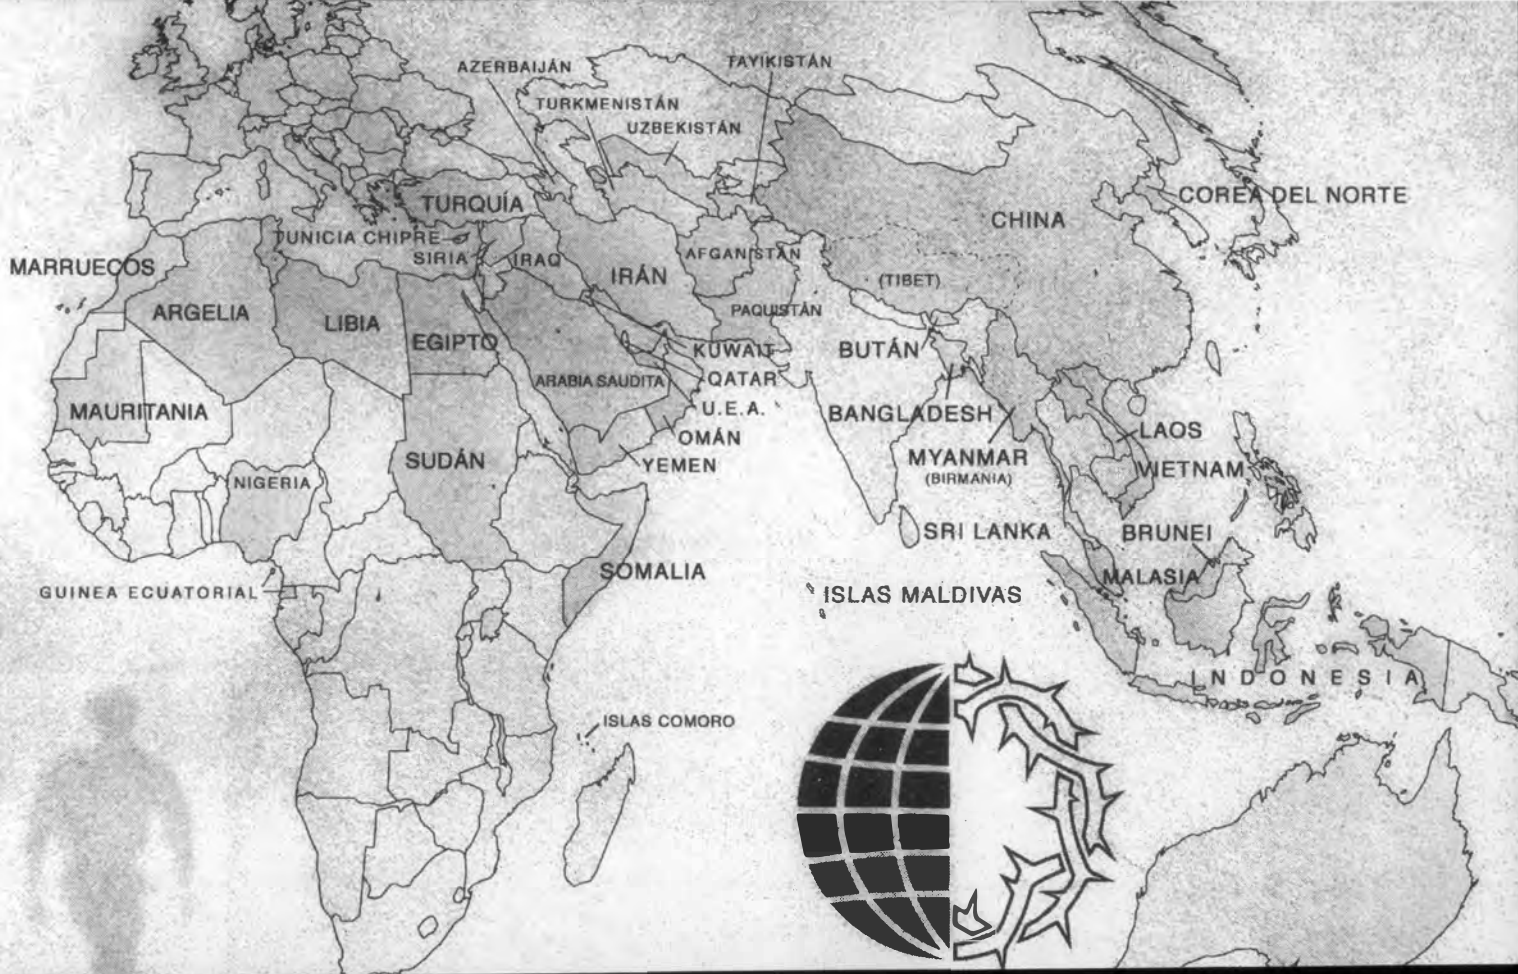 AZERBAIJÁN
TAYIKISTÁN
TURKMENISTÁN
UZBEKISTÁN
TURQUÍA
CHINA
COREA DEL NORTE
TUNICIA CHIPRE
SIRIA
IRAQ
AFGANISTÁN
MARRUECOS
IRÁN
(TIBET)
ARGELIA
LIBIA
EGIPTO
PAQUISTÁN
KUWAIT
BUTÁN
ARABIA SAUDITA
QATAR
MAURITANIA
U.E.A.
BANGLADESH
OMÁN
LAOS
SUDÁN
YEMEN
MYANMAR
(BIRMANIA)
VIETNAM
NIGERIA
SRI LANKA
BRUNEI
SOMALIA
MALASIA
GUINEA ECUATORIAL
ISLAS MALDIVAS
INDONESIA
ISLAS COMORO